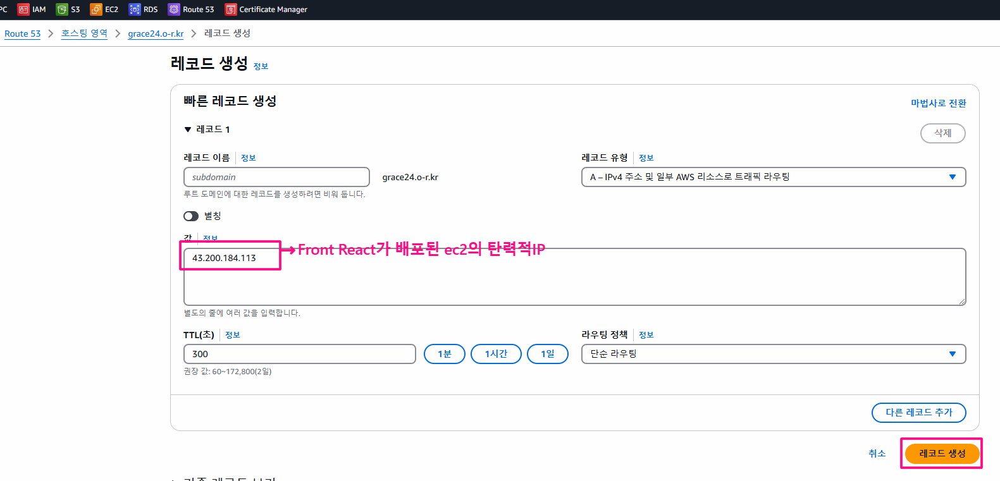 PC IAM S3 EC2 RDS Route 53 Certificate Manager
Route 53 > 호스팅 영역 > grace24.o-r.kr > 레코드 생성
레코드 생성 정보
빠른 레코드 생성
마법사로 전환
▼ 레코드 1
삭제
레코드 이름 정보
레코드 유형 정보
subdomain grace24.o-r.kr
A – IPv4 주소 및 일부 AWS 리소스로 트래픽 라우팅
루트 도메인에 대한 레코드를 생성하려면 비워 둡니다.
별칭
값 정보
43.200.184.113
→Front React가 배포된 ec2의 탄력적IP
별도의 줄에 여러 값을 입력합니다.
TTL(초) 정보
라우팅 정책 정보
300 1분 1시간 1일
단순 라우팅
권장 값: 60~172,800(2일)
다른 레코드 추가
취소 레코드 생성